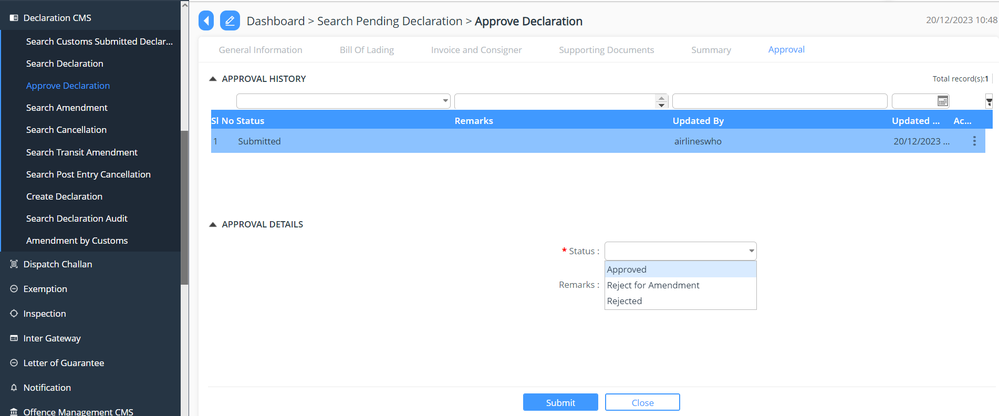 Declaration CMS
Search Customs Submitted Declar...
Search Declaration
Approve Declaration
Search Amendment
Search Cancellation
Search Transit Amendment
Search Post Entry Cancellation
Create Declaration
Search Declaration Audit
Amendment by Customs
Dispatch Challan
Exemption
Inspection
Inter Gateway
Letter of Guarantee
Notification
Offence Management CMS
Dashboard > Search Pending Declaration > Approve Declaration
20/12/2023 10:48
General Information Bill Of Lading Invoice and Consigner Supporting Documents Summary Approval
APPROVAL HISTORY
Total record(s):1
Sl No Status Remarks Updated By Updated ... Ac...
1 Submitted airlineswho 20/12/2023 ...
APPROVAL DETAILS
* Status :
Approved
Remarks :
Reject for Amendment
Rejected
Submit Close